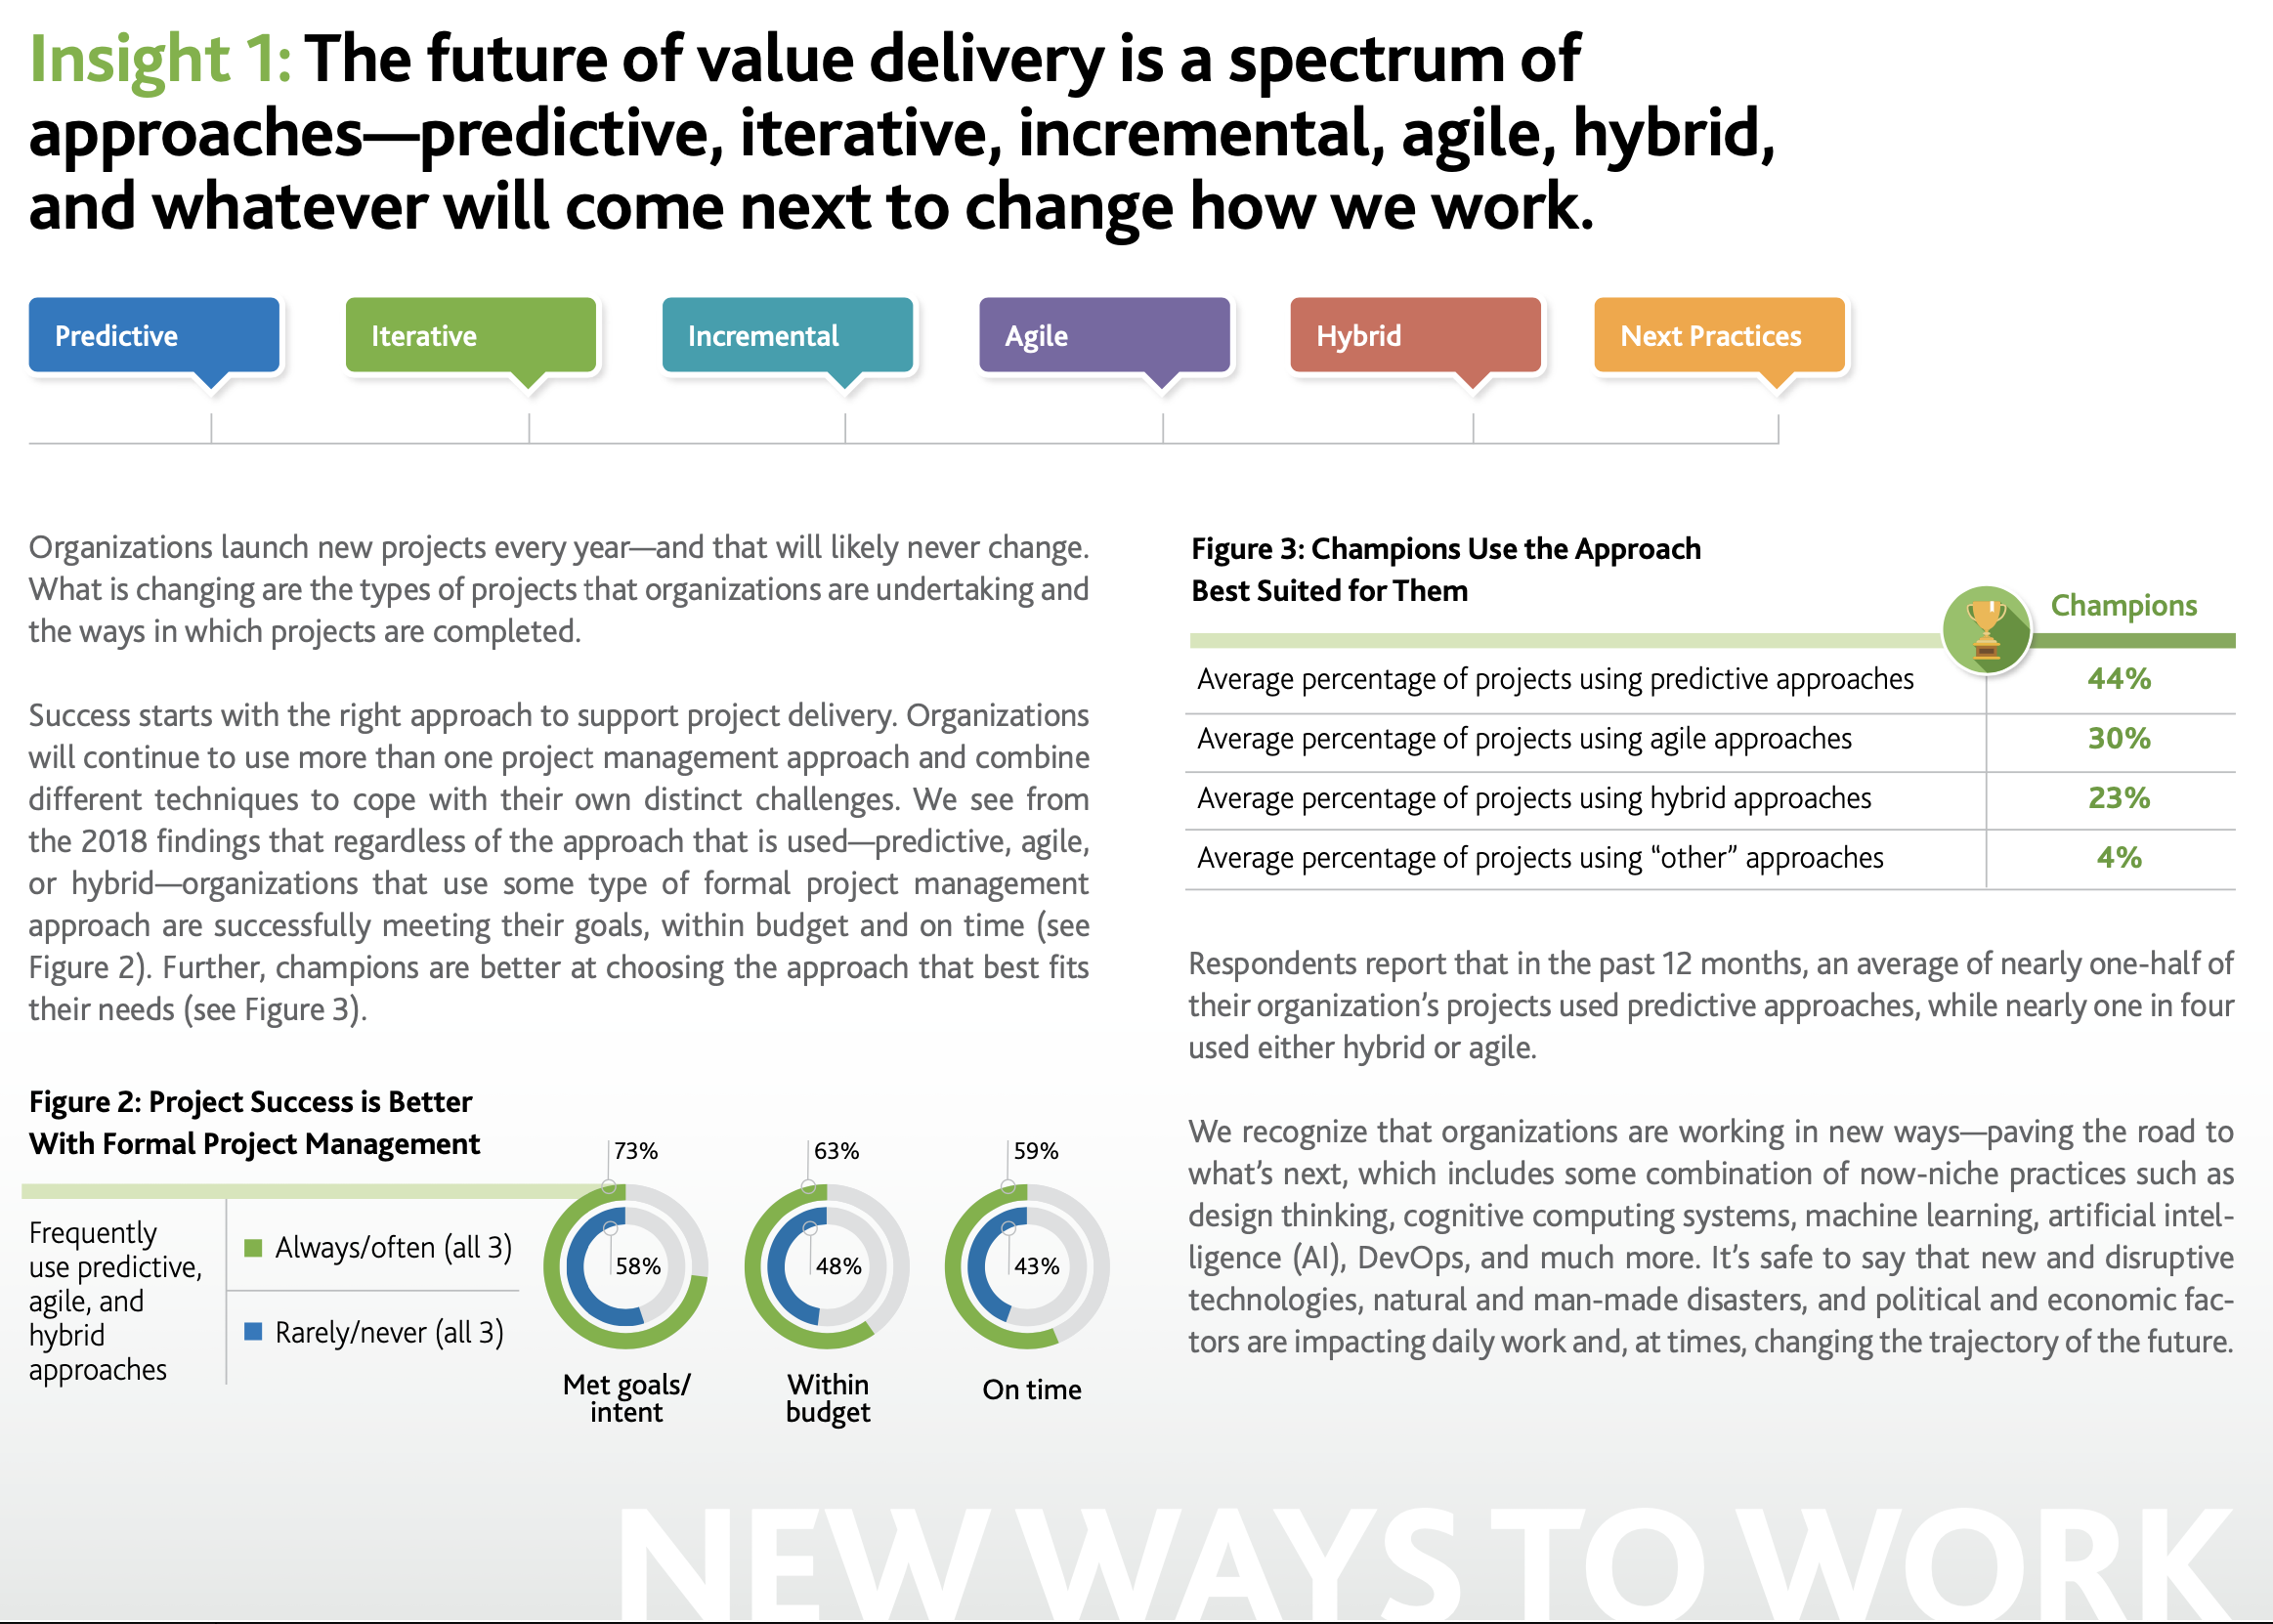 Insight 1: The future of value delivery is a spectrum of
approaches—predictive, iterative, incremental, agile, hybrid,
and whatever will come next to change how we work.
Predictive
Iterative
Incremental
Agile
Hybrid
Next Practices
Organizations launch new projects every year—and that will likely never change.
What is changing are the types of projects that organizations are undertaking and
the ways in which projects are completed.
Success starts with the right approach to support project delivery. Organizations
will continue to use more than one project management approach and combine
different techniques to cope with their own distinct challenges. We see from
the 2018 findings that regardless of the approach that is used—predictive, agile,
or hybrid—organizations that use some type of formal project management
approach are successfully meeting their goals, within budget and on time (see
Figure 2). Further, champions are better at choosing the approach that best fits
their needs (see Figure 3).
Figure 2: Project Success is Better
With Formal Project Management
Frequently
use predictive,
agile, and
hybrid
approaches
Always/often (all 3)
Rarely/never (all 3)
73%
58%
Met goals/
intent
63%
48%
Within
budget
59%
43%
On time
Figure 3: Champions Use the Approach
Best Suited for Them
Champions
Average percentage of projects using predictive approaches 44%
Average percentage of projects using agile approaches 30%
Average percentage of projects using hybrid approaches 23%
Average percentage of projects using “other” approaches 4%
Respondents report that in the past 12 months, an average of nearly one-half of
their organization’s projects used predictive approaches, while nearly one in four
used either hybrid or agile.
We recognize that organizations are working in new ways—paving the road to
what’s next, which includes some combination of now-niche practices such as
design thinking, cognitive computing systems, machine learning, artificial intel-
ligence (AI), DevOps, and much more. It’s safe to say that new and disruptive
technologies, natural and man-made disasters, and political and economic fac-
tors are impacting daily work and, at times, changing the trajectory of the future.
NEW WAYS TO WORK